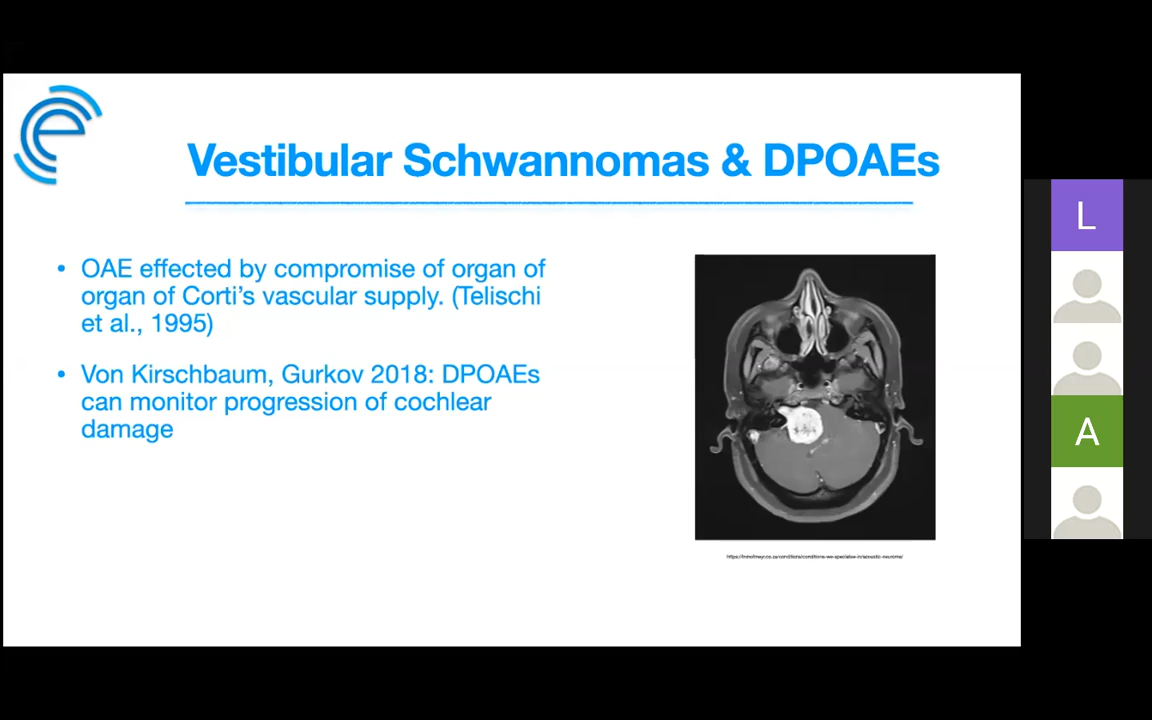 Vestibular Schwannomas & DPOAEs
• OAE effected by compromise of organ of
organ of Corti's vascular supply. (Telischi
et al., 1995)
• Von Kirschbaum, Gurkov 2018: DPOAEs
can monitor progression of cochlear
damage
L
A